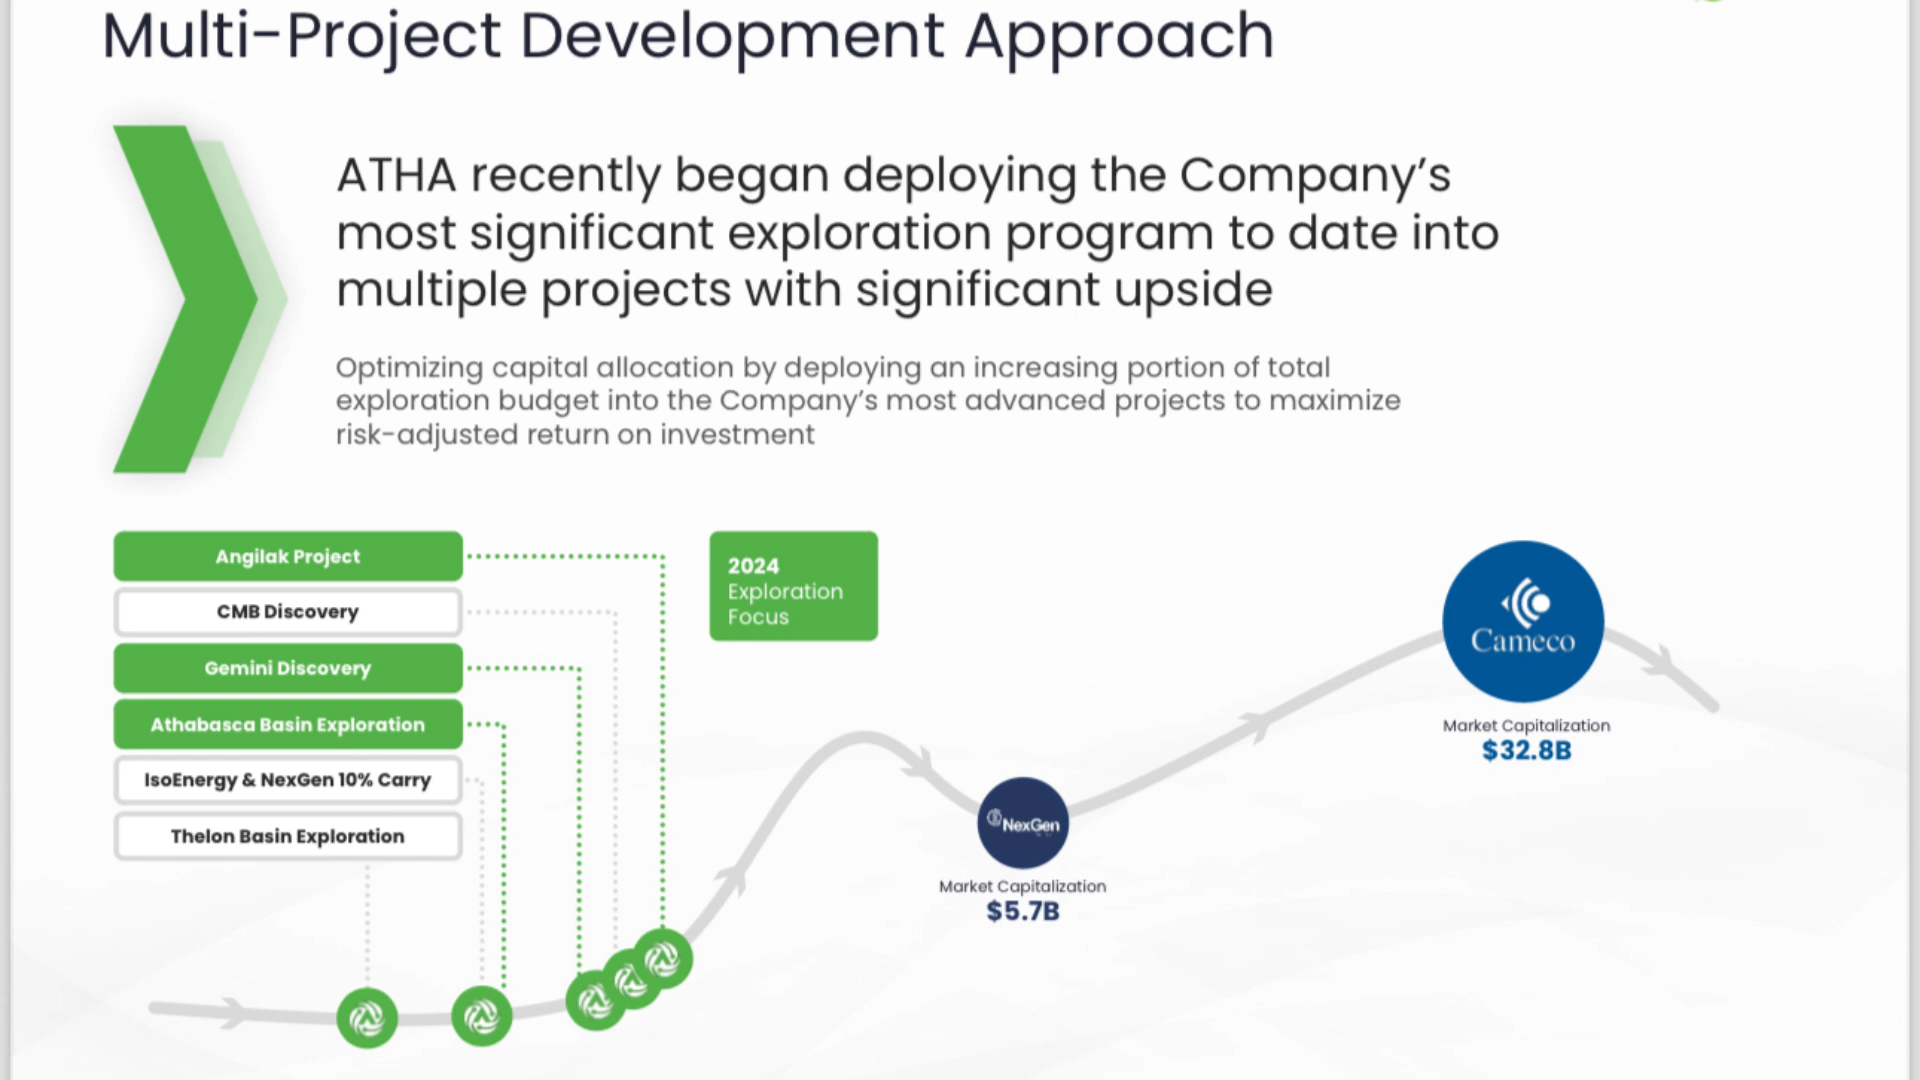 Multi-Project Development Approach
ATHA recently began deploying the Company’s
most significant exploration program to date into
multiple projects with significant upside
Optimizing capital allocation by deploying an increasing portion of total
exploration budget into the Company’s most advanced projects to maximize
risk-adjusted return on investment
Angilak Project
CMB Discovery
Gemini Discovery
Athabasca Basin Exploration
IsoEnergy & NexGen 10% Carry
Thelon Basin Exploration
2024
Exploration
Focus
NexGen
Market Capitalization
$5.7B
Cameco
Market Capitalization
$32.8B